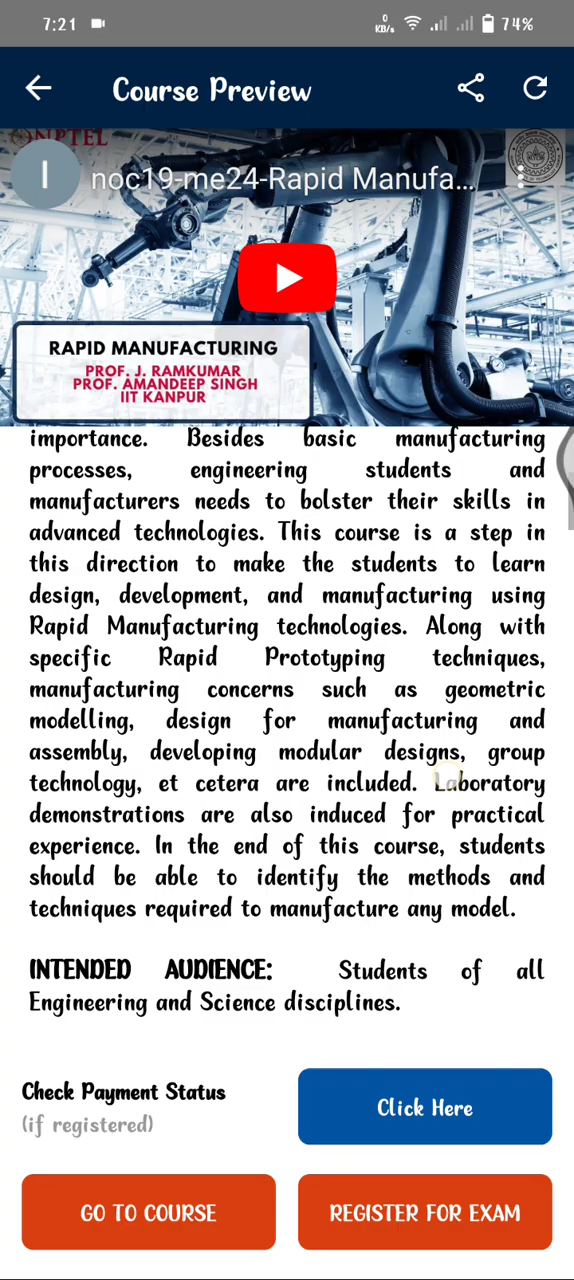 7:21
0
KB/s
74%
Course Preview
NPTEL
I
noc19-me24-Rapid Manufa...
RAPID MANUFACTURING
PROF. J. RAMKUMAR
PROF. AMANDEEP SINGH
IIT KANPUR
importance. Besides basic manufacturing
processes, engineering students and
manufacturers needs to bolster their skills in
advanced technologies. This course is a step in
this direction to make the students to learn
design, development, and manufacturing using
Rapid Manufacturing technologies. Along with
specific Rapid Prototyping techniques,
manufacturing concerns such as geometric
modelling, design for manufacturing and
assembly, developing modular designs, group
technology, et cetera are included. Laboratory
demonstrations are also induced for practical
experience. In the end of this course, students
should be able to identify the methods and
techniques required to manufacture any model.
INTENDED AUDIENCE: Students of all
Engineering and Science disciplines.
Check Payment Status
(if registered)
Click Here
GO TO COURSE
REGISTER FOR EXAM